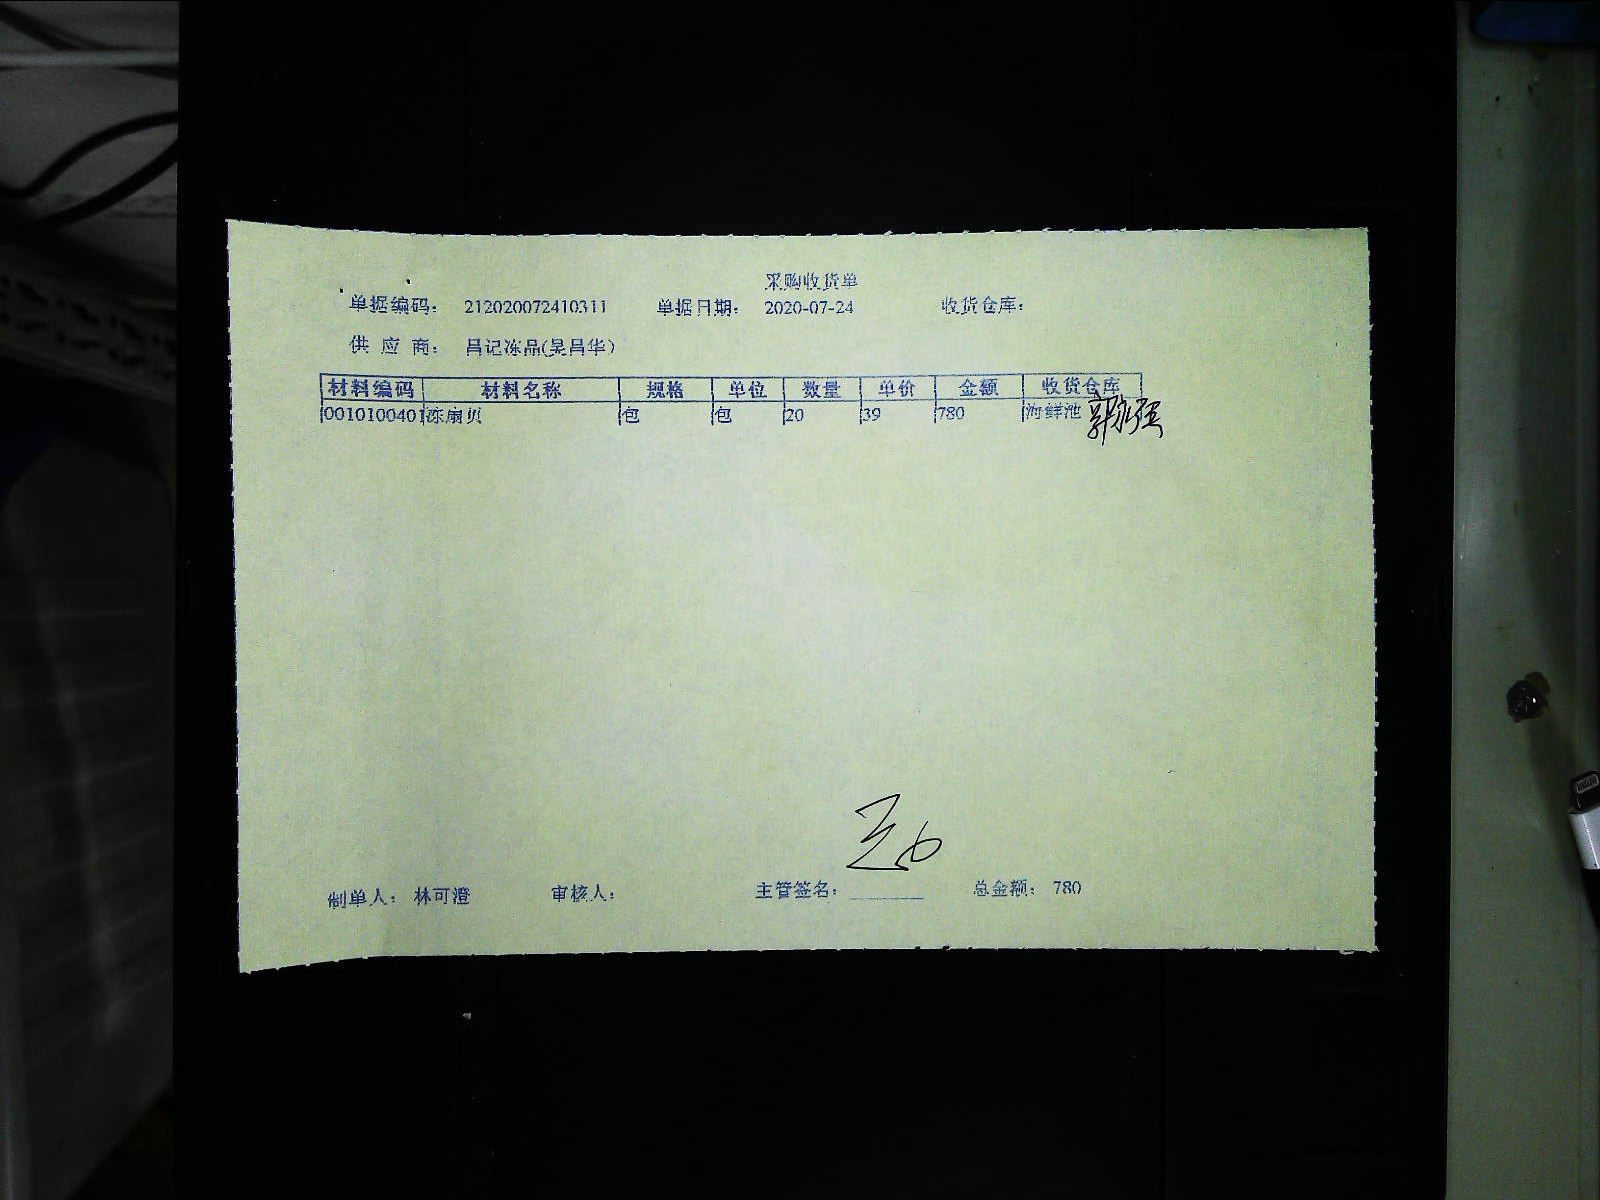 采购收货单
单据编码： 212020072410311 单据日期： 2020-07-24 收货仓库：
供 应 商： 昌记冻品(吴昌华)
材料编码 材料名称 规格 单位 数量 单价 金额 收货仓库
0010100401 冻扇贝 包 包 20 39 780 海鲜池
制单人： 林可澄 审核人： 主管签名： 总金额： 780